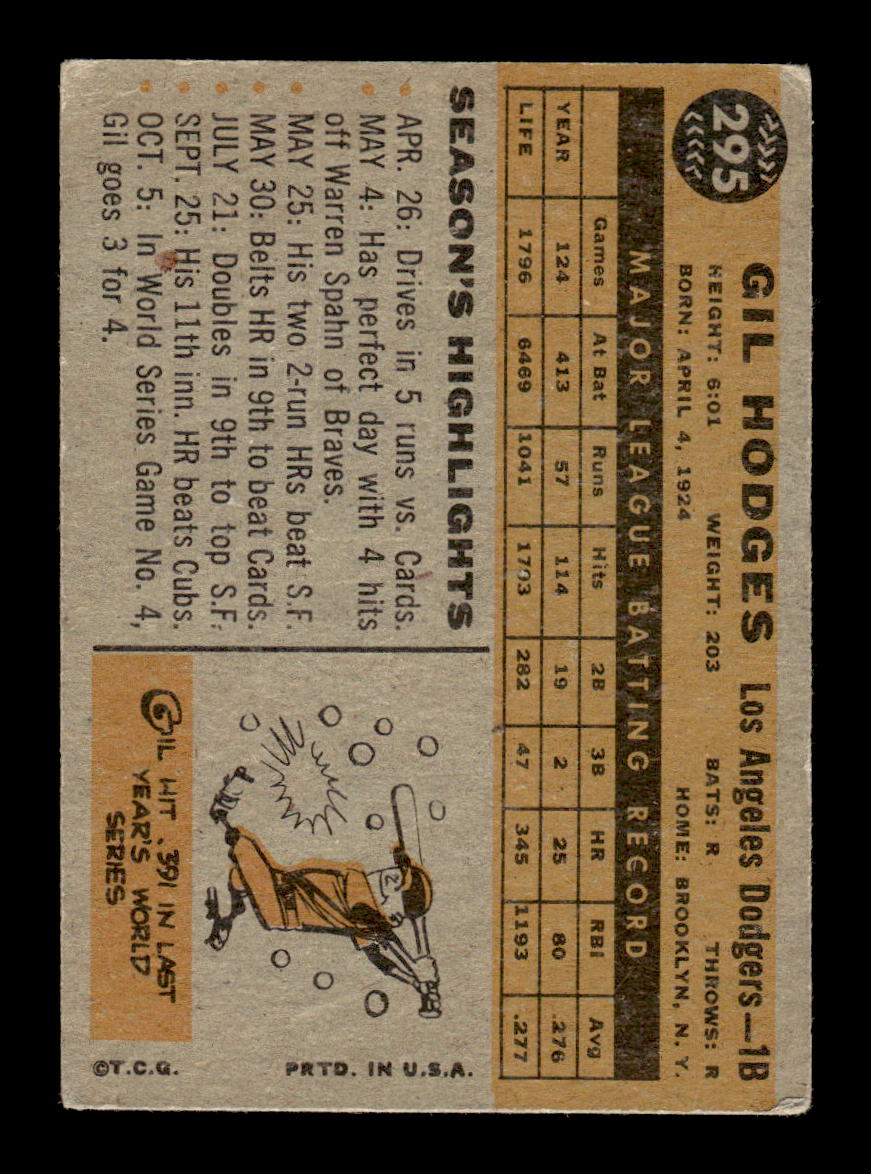 295
GIL HODGES Los Angeles Dodgers—1B
HEIGHT: 6:01 WEIGHT: 203 BATS: R THROWS: R
BORN: APRIL 4, 1924 HOME: BROOKLYN, N. Y.
MAJOR LEAGUE BATTING RECORD
Games At Bat Runs Hits 2B 3B HR RBI Avg
YEAR 124 413 57 114 19 2 25 80 .276
LIFE 1796 6469 1041 1793 282 47 345 1193 .277
SEASON'S HIGHLIGHTS
• APR. 26: Drives in 5 runs vs. Cards.
• MAY 4: Has perfect day with 4 hits
off Warren Spahn of Braves.
• MAY 25: His two 2-run HRs beat S.F.
• MAY 30: Belts HR in 9th to beat Cards.
• JULY 21: Doubles in 9th to top S.F.
• SEPT. 25: His 11th inn. HR beats Cubs.
• OCT. 5: In World Series Game No. 4,
Gil goes 3 for 4.
GIL HIT .391 IN LAST
YEAR'S WORLD
SERIES
©T.C.G. PRTD. IN U.S.A.